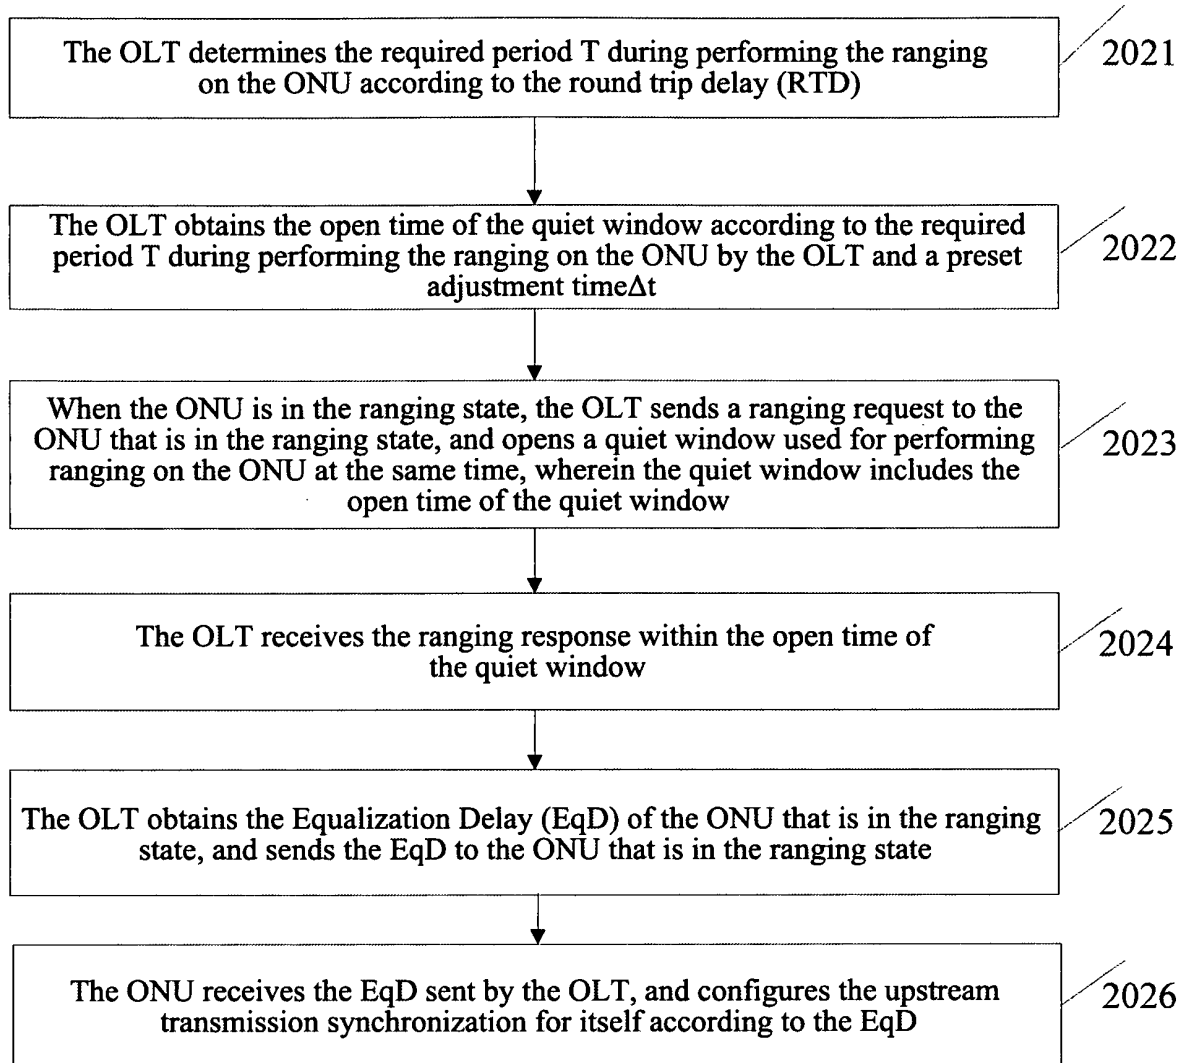 The OLT determines the required period T during performing the ranging
on the ONU according to the round trip delay (RTD)
2021
The OLT obtains the open time of the quiet window according to the required
period T during performing the ranging on the ONU by the OLT and a preset
adjustment timeΔt
2022
When the ONU is in the ranging state, the OLT sends a ranging request to the
ONU that is in the ranging state, and opens a quiet window used for performing
ranging on the ONU at the same time, wherein the quiet window includes the
open time of the quiet window
2023
The OLT receives the ranging response within the open time of
the quiet window
2024
The OLT obtains the Equalization Delay (EqD) of the ONU that is in the ranging
state, and sends the EqD to the ONU that is in the ranging state
2025
The ONU receives the EqD sent by the OLT, and configures the upstream
transmission synchronization for itself according to the EqD
2026